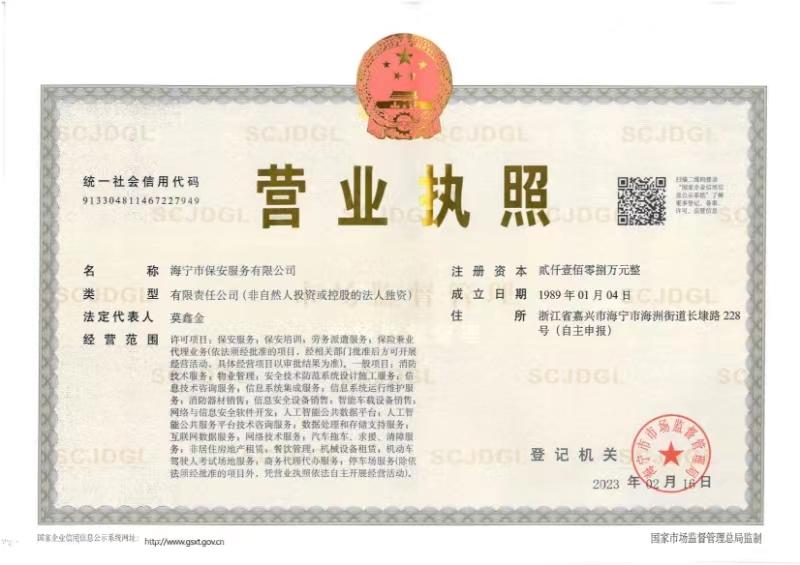 营业执照
统一社会信用代码
913304811467227949
扫描二维码登录
“国家企业信用信
息公示系统”了解
更多登记、备案、
许可、监管信息
名 称 海宁市保安服务有限公司
类 型 有限责任公司(非自然人投资或控股的法人独资)
法定代表人 莫鑫金
经营范围 许可项目:保安服务;保安培训;劳务派遣服务;保险兼业
代理业务(依法须经批准的项目,经相关部门批准后方可开展
经营活动,具体经营项目以审批结果为准)。一般项目:消防
技术服务;物业管理;安全技术防范系统设计施工服务;信
息技术咨询服务;信息系统集成服务;信息系统运行维护服
务;消防器材销售;信息安全设备销售;智能车载设备销售;
网络与信息安全软件开发;人工智能公共数据平台;人工智
能公共服务平台技术咨询服务;数据处理和存储支持服务;
互联网数据服务;网络技术服务;汽车拖车、求援、清障服
务;非居住房地产租赁;餐饮管理;机械设备租赁;机动车
驾驶人考试场地服务;商务代理代办服务;停车场服务(除依
法须经批准的项目外,凭营业执照依法自主开展经营活动)。
注册资本 贰仟壹佰零捌万元整
成立日期 1989年01月04日
住 所 浙江省嘉兴市海宁市海洲街道长埭路228
号(自主申报)
登记机关
海宁市市场监督管理局
2023 年 02 月 16 日
国家企业信用信息公示系统网址: http://www.gsxt.gov.cn
国家市场监督管理总局监制
SCJDGL